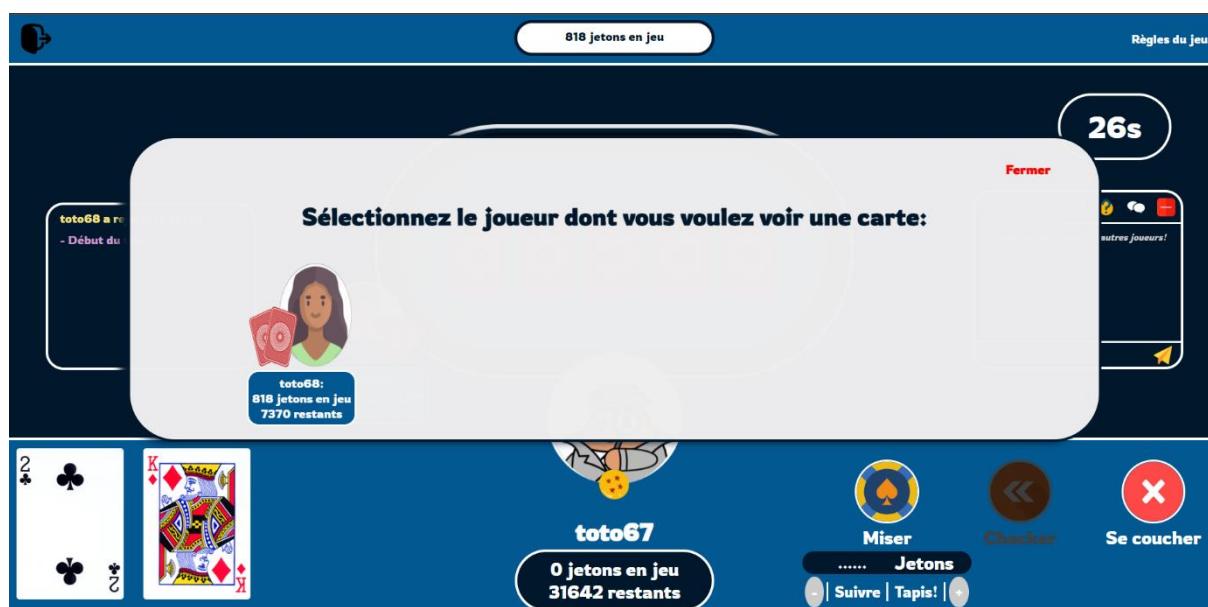 818 jetons en jeu
Règles du jeu
26s
Fermer
toto68 a re
- Début du
Sélectionnez le joueur dont vous voulez voir une carte:
autres joueurs!
toto68:
818 jetons en jeu
7370 restants
2
2
K
K
toto67
0 jetons en jeu
31642 restants
Miser
...... Jetons
- | Suivre | Tapis! | +
Checker
Se coucher